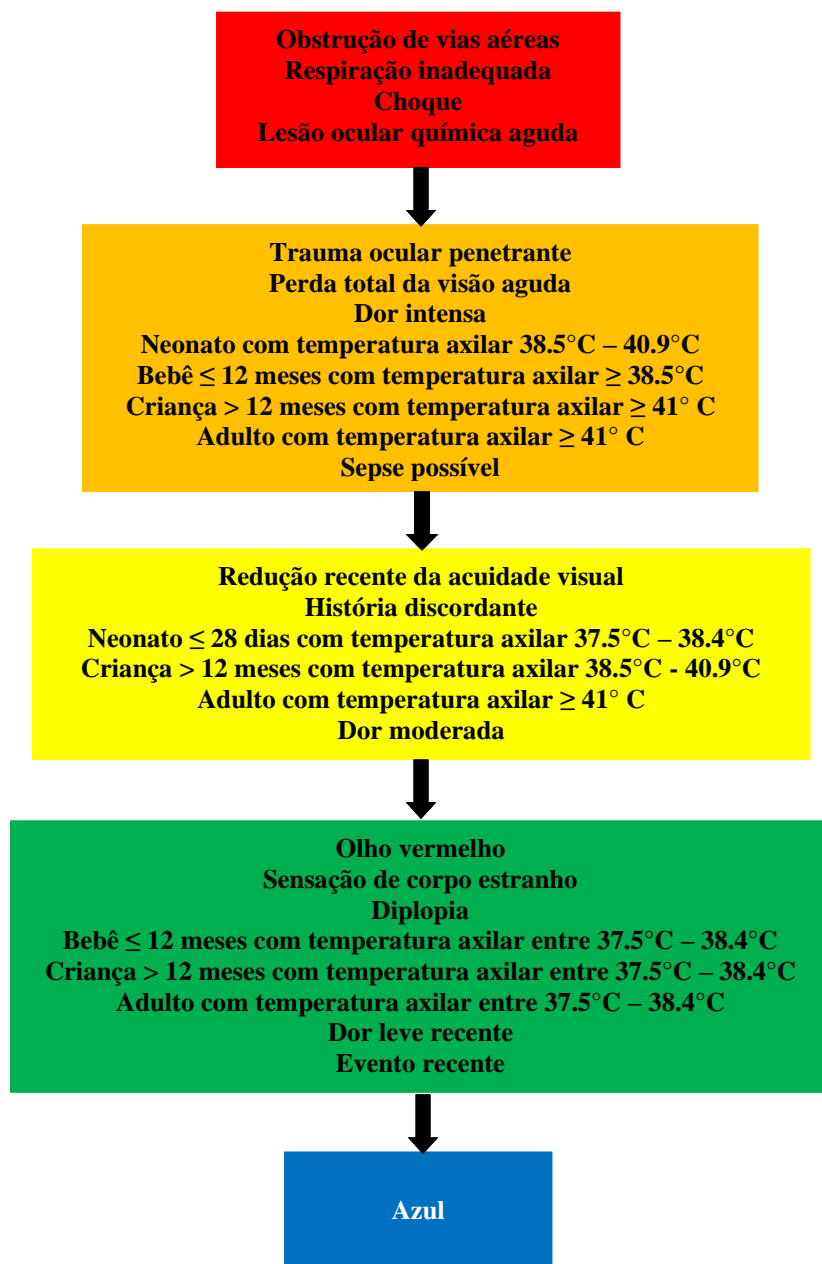 Obstrução de vias aéreas
Respiração inadequada
Choque
Lesão ocular química aguda
Trauma ocular penetrante
Perda total da visão aguda
Dor intensa
Neonato com temperatura axilar 38.5°C – 40.9°C
Bebê ≤ 12 meses com temperatura axilar ≥ 38.5°C
Criança > 12 meses com temperatura axilar ≥ 41° C
Adulto com temperatura axilar ≥ 41° C
Sepse possível
Redução recente da acuidade visual
História discordante
Neonato ≤ 28 dias com temperatura axilar 37.5°C – 38.4°C
Criança > 12 meses com temperatura axilar 38.5°C - 40.9°C
Adulto com temperatura axilar ≥ 41° C
Dor moderada
Olho vermelho
Sensação de corpo estranho
Diplopia
Bebê ≤ 12 meses com temperatura axilar entre 37.5°C – 38.4°C
Criança > 12 meses com temperatura axilar entre 37.5°C – 38.4°C
Adulto com temperatura axilar entre 37.5°C – 38.4°C
Dor leve recente
Evento recente
Azul